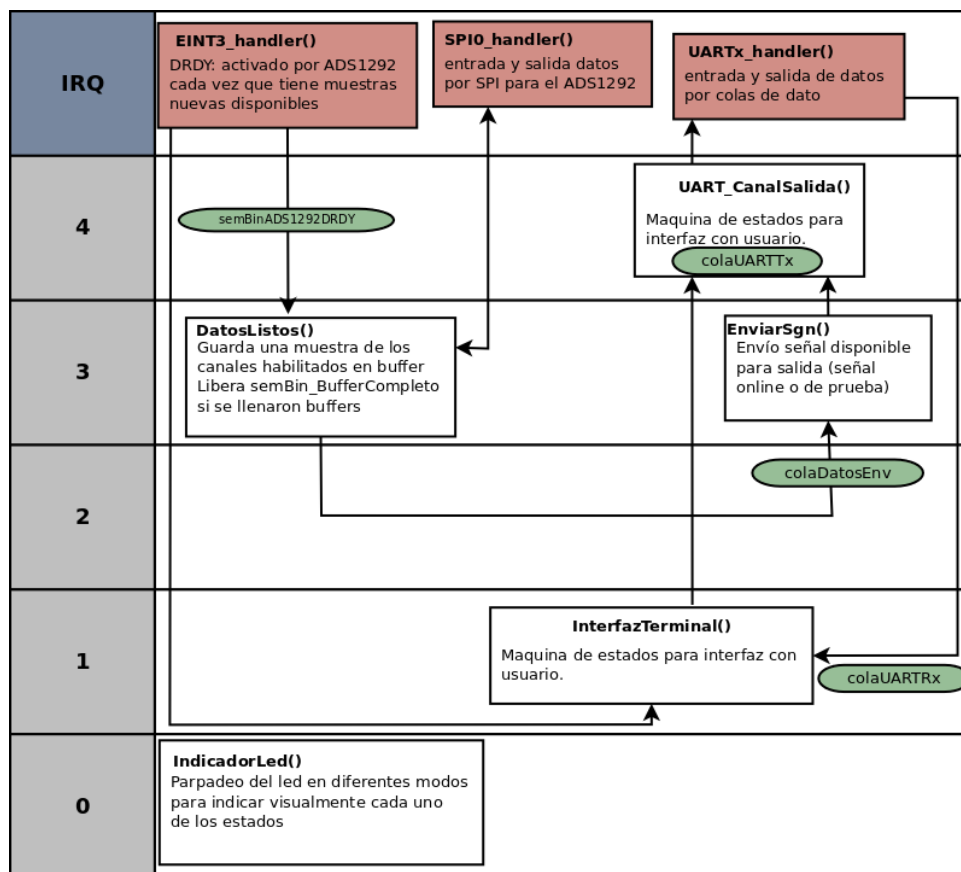 IRQ
EINT3_handler()
DRDY: activado por ADS1292
cada vez que tiene muestras
nuevas disponibles
SPI0_handler()
entrada y salida datos
por SPI para el ADS1292
UARTx_handler()
entrada y salida de datos
por colas de dato
4
semBinADS1292DRDY
UART_CanalSalida()
Maquina de estados para
interfaz con usuario.
colaUARTTx
3
DatosListos()
Guarda una muestra de los
canales habilitados en buffer
Libera semBin_BufferCompleto
si se llenaron buffers
EnviarSgn()
Envío señal disponible
para salida (señal
online o de prueba)
2
colaDatosEnv
1
InterfazTerminal()
Maquina de estados para interfaz con
usuario.
colaUARTRx
0
IndicadorLed()
Parpadeo del led en diferentes modos
para indicar visualmente cada uno
de los estados